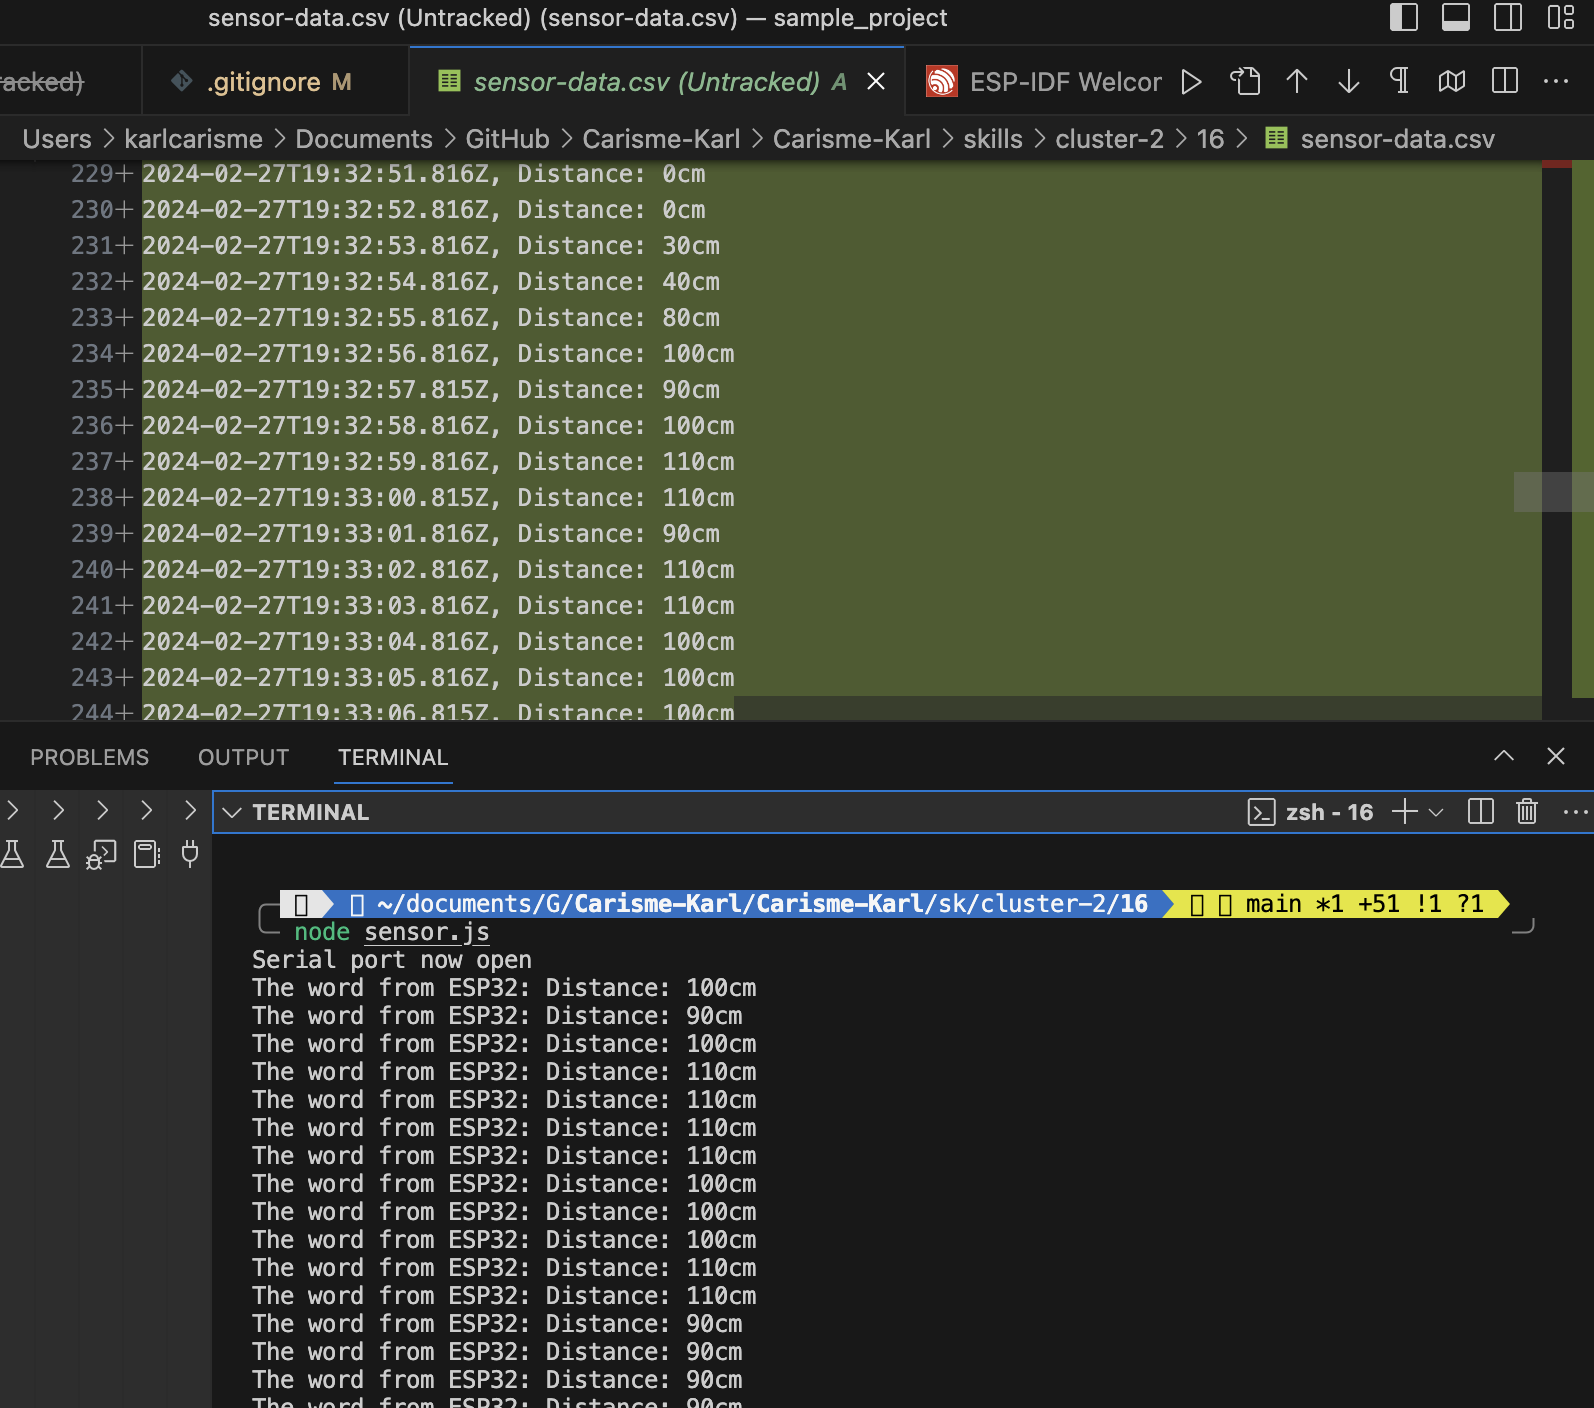 sensor-data.csv (Untracked) (sensor-data.csv) — sample_project
racked) .gitignore M sensor-data.csv (Untracked) A ESP-IDF Welcor
Users > karlcarisme > Documents > GitHub > Carisme-Karl > Carisme-Karl > skills > cluster-2 > 16 > sensor-data.csv
229+ 2024-02-27T19:32:51.816Z, Distance: 0cm
230+ 2024-02-27T19:32:52.816Z, Distance: 0cm
231+ 2024-02-27T19:32:53.816Z, Distance: 30cm
232+ 2024-02-27T19:32:54.816Z, Distance: 40cm
233+ 2024-02-27T19:32:55.816Z, Distance: 80cm
234+ 2024-02-27T19:32:56.816Z, Distance: 100cm
235+ 2024-02-27T19:32:57.815Z, Distance: 90cm
236+ 2024-02-27T19:32:58.816Z, Distance: 100cm
237+ 2024-02-27T19:32:59.816Z, Distance: 110cm
238+ 2024-02-27T19:33:00.815Z, Distance: 110cm
239+ 2024-02-27T19:33:01.816Z, Distance: 90cm
240+ 2024-02-27T19:33:02.816Z, Distance: 110cm
241+ 2024-02-27T19:33:03.816Z, Distance: 110cm
242+ 2024-02-27T19:33:04.816Z, Distance: 100cm
243+ 2024-02-27T19:33:05.816Z, Distance: 100cm
244+ 2024-02-27T19:33:06.815Z, Distance: 100cm
PROBLEMS OUTPUT TERMINAL
TERMINAL zsh - 16
~/documents/G/Carisme-Karl/Carisme-Karl/sk/cluster-2/16 main *1 +51 !1 ?1
node sensor.js
Serial port now open
The word from ESP32: Distance: 100cm
The word from ESP32: Distance: 90cm
The word from ESP32: Distance: 100cm
The word from ESP32: Distance: 110cm
The word from ESP32: Distance: 110cm
The word from ESP32: Distance: 110cm
The word from ESP32: Distance: 110cm
The word from ESP32: Distance: 100cm
The word from ESP32: Distance: 100cm
The word from ESP32: Distance: 100cm
The word from ESP32: Distance: 110cm
The word from ESP32: Distance: 110cm
The word from ESP32: Distance: 90cm
The word from ESP32: Distance: 90cm
The word from ESP32: Distance: 90cm
The word from ESP32: Distance: 90cm